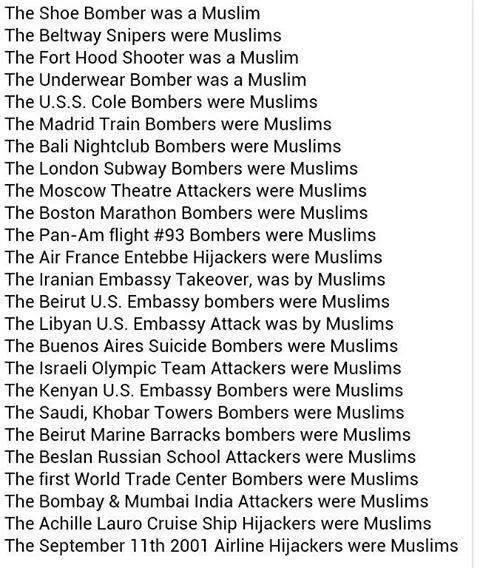 The Shoe Bomber was a Muslim
The Beltway Snipers were Muslims
The Fort Hood Shooter was a Muslim
The Underwear Bomber was a Muslim
The U.S.S. Cole Bombers were Muslims
The Madrid Train Bombers were Muslims
The Bali Nightclub Bombers were Muslims
The London Subway Bombers were Muslims
The Moscow Theatre Attackers were Muslims
The Boston Marathon Bombers were Muslims
The Pan-Am flight #93 Bombers were Muslims
The Air France Entebbe Hijackers were Muslims
The Iranian Embassy Takeover, was by Muslims
The Beirut U.S. Embassy bombers were Muslims
The Libyan U.S. Embassy Attack was by Muslims
The Buenos Aires Suicide Bombers were Muslims
The Israeli Olympic Team Attackers were Muslims
The Kenyan U.S. Embassy Bombers were Muslims
The Saudi, Khobar Towers Bombers were Muslims
The Beirut Marine Barracks bombers were Muslims
The Beslan Russian School Attackers were Muslims
The first World Trade Center Bombers were Muslims
The Bombay & Mumbai India Attackers were Muslims
The Achille Lauro Cruise Ship Hijackers were Muslims
The September 11th 2001 Airline Hijackers were Muslims